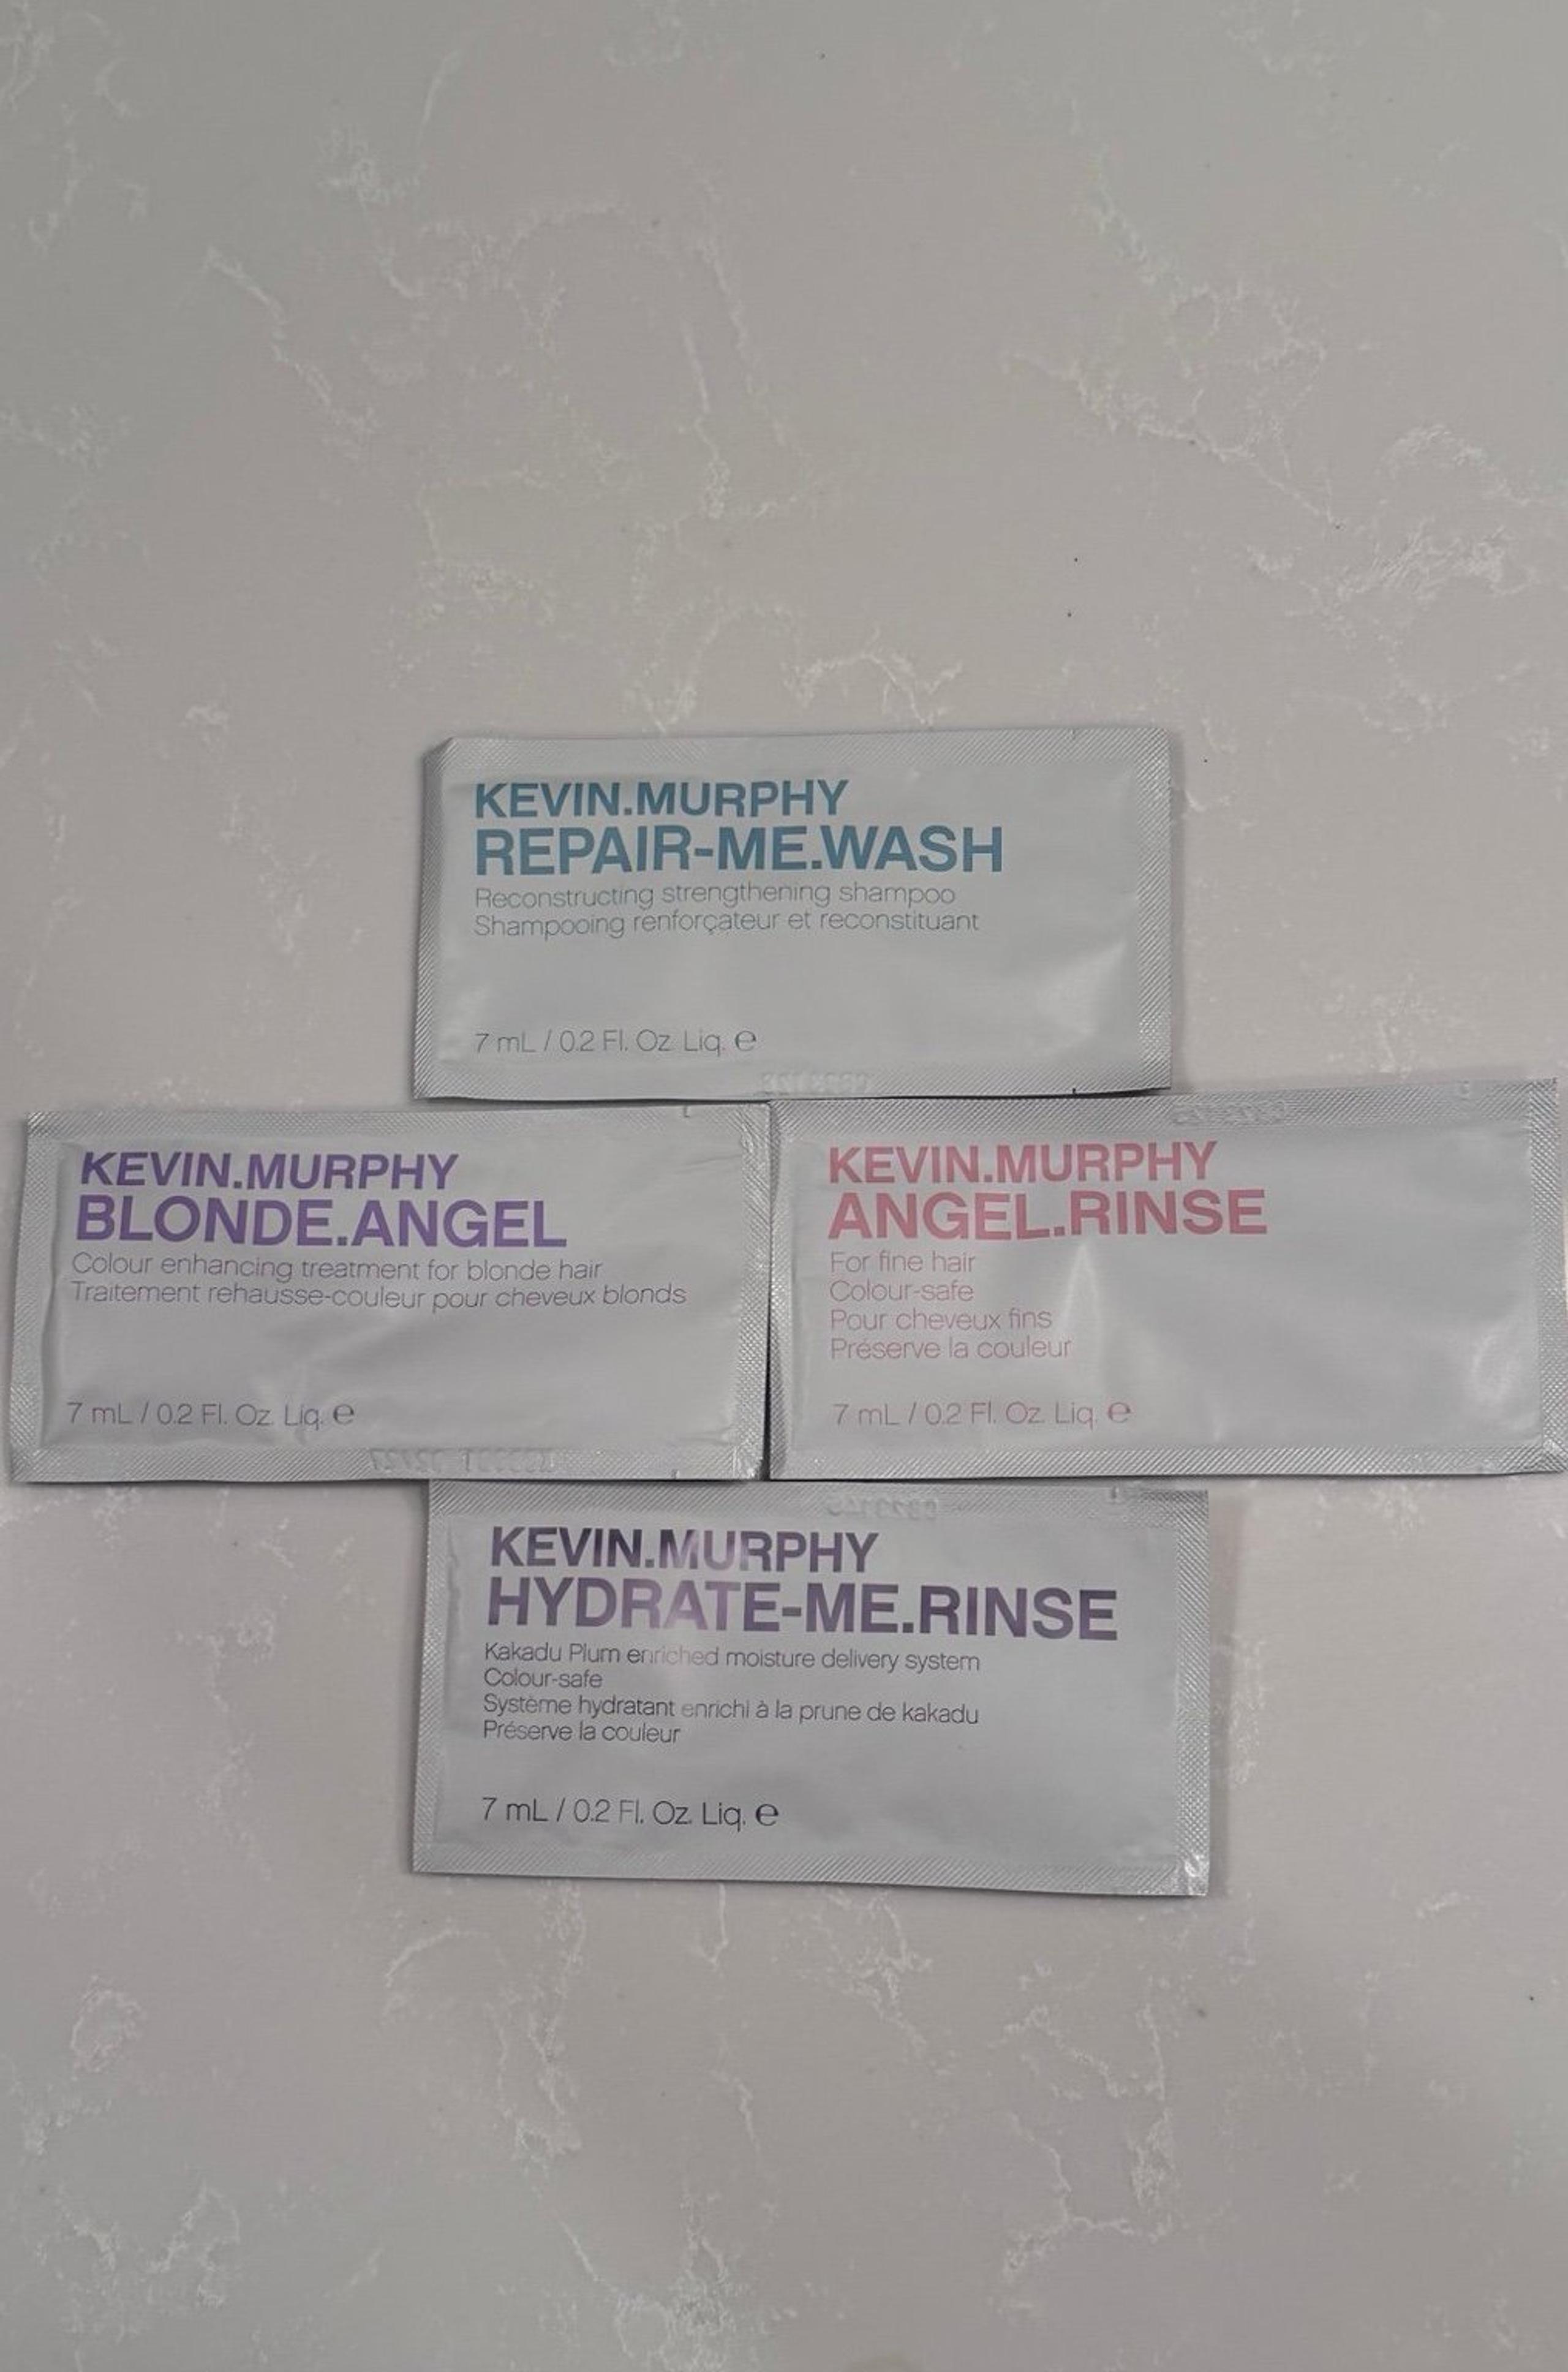 KEVIN.MURPHY
REPAIR-ME.WASH
Reconstructing strengthening shampoo
Shampooing renforçateur et reconstituant
7 mL / 0.2 Fl. Oz. Liq. ℮
KEVIN.MURPHY
BLONDE.ANGEL
Colour enhancing treatment for blonde hair
Traitement rehausse-couleur pour cheveux blonds
7 mL / 0.2 Fl. Oz. Liq. ℮
KEVIN.MURPHY
ANGEL.RINSE
For fine hair
Colour-safe
Pour cheveux fins
Préserve la couleur
7 mL / 0.2 Fl. Oz. Liq. ℮
KEVIN.MURPHY
HYDRATE-ME.RINSE
Kakadu Plum enriched moisture delivery system
Colour-safe
Système hydratant enrichi à la prune de kakadu
Préserve la couleur
7 mL / 0.2 Fl. Oz. Liq. ℮